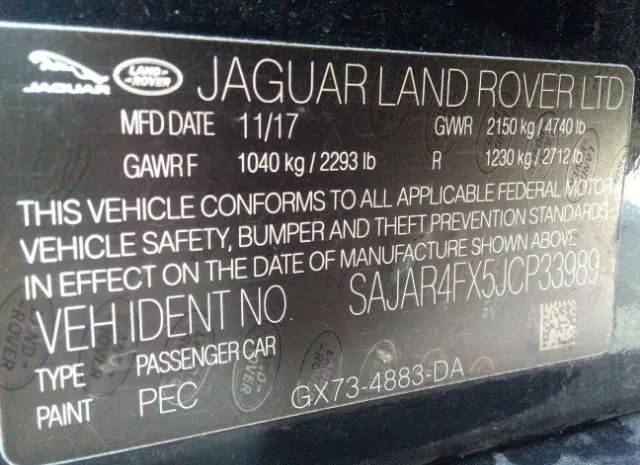 JAGUAR LAND-ROVER JAGUAR LAND ROVER LTD
MFD DATE 11/17 GWR 2150 kg / 4740 lb
GAWR F 1040 kg / 2293 lb R 1230 kg / 2712 lb
THIS VEHICLE CONFORMS TO ALL APPLICABLE FEDERAL MOTOR
VEHICLE SAFETY, BUMPER AND THEFT PREVENTION STANDARDS
IN EFFECT ON THE DATE OF MANUFACTURE SHOWN ABOVE
VEH IDENT NO. SAJAR4FX5JCP33989
TYPE PASSENGER CAR
PAINT PEC GX73-4883-DA